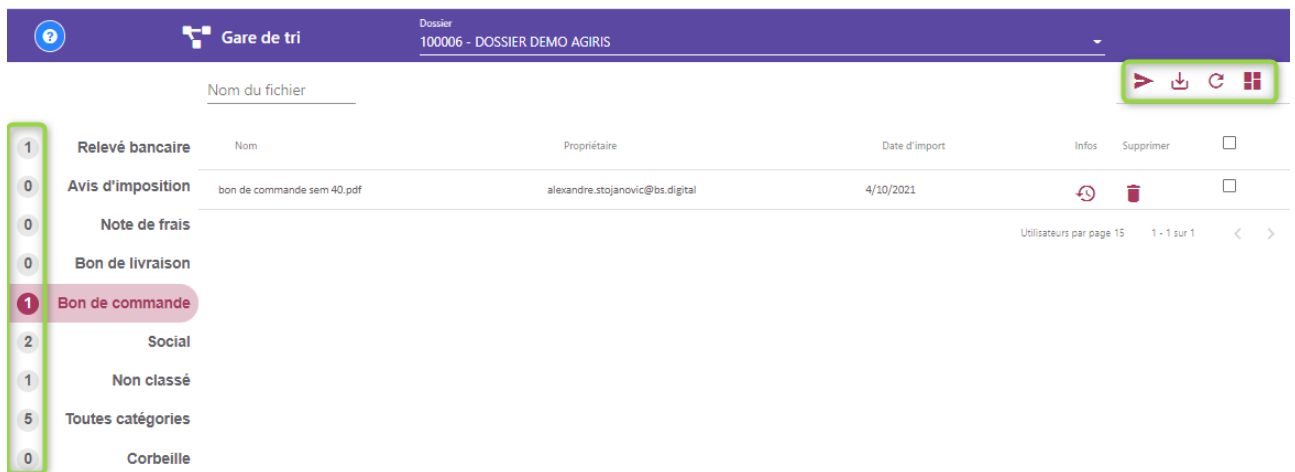 ?
Gare de tri
Dossier
100006 - DOSSIER DEMO AGIRIS
Nom du fichier
1 Relevé bancaire
0 Avis d'imposition
0 Note de frais
0 Bon de livraison
1 Bon de commande
2 Social
1 Non classé
5 Toutes catégories
0 Corbeille
Nom Propriétaire Date d'import Infos Supprimer
bon de commande sem 40.pdf alexandre.stojanovic@bs.digital 4/10/2021
Utilisateurs par page 15 1 - 1 sur 1